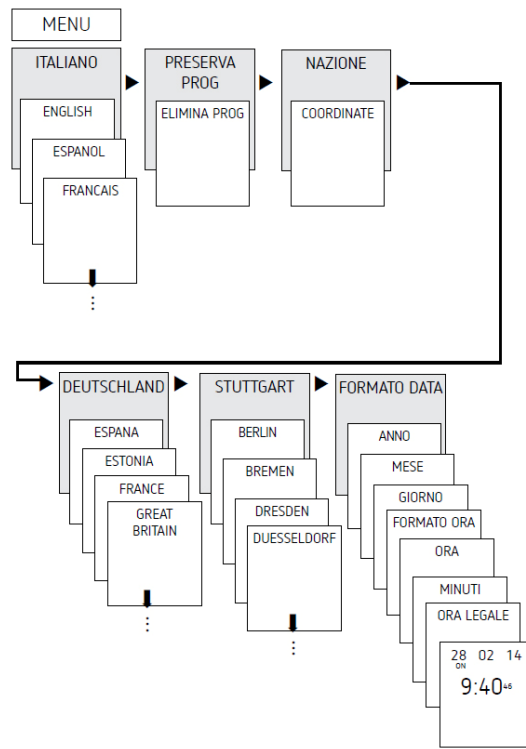 MENU
ITALIANO
ENGLISH
ESPANOL
FRANCAIS
PRESERVA
PROG
ELIMINA PROG
NAZIONE
COORDINATE
DEUTSCHLAND
ESPANA
ESTONIA
FRANCE
GREAT
BRITAIN
STUTTGART
BERLIN
BREMEN
DRESDEN
DUESSELDORF
FORMATO DATA
ANNO
MESE
GIORNO
FORMATO ORA
ORA
MINUTI
ORA LEGALE
28 02 14
ON
9:40 46